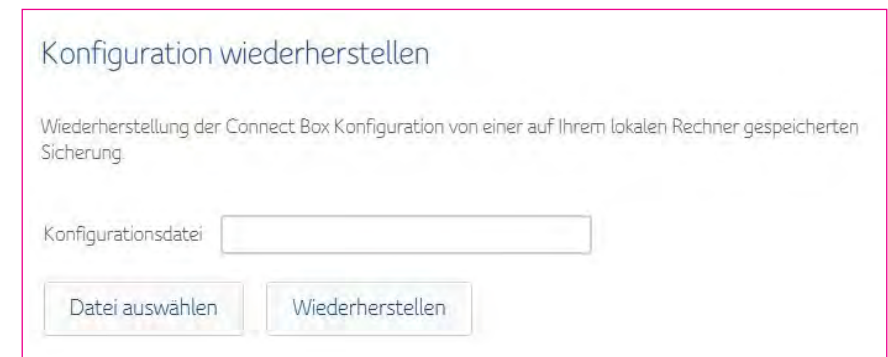 Konfiguration wiederherstellen
Wiederherstellung der Connect Box Konfiguration von einer auf Ihrem lokalen Rechner gespeicherten
Sicherung.
Konfigurationsdatei
Datei auswählen Wiederherstellen